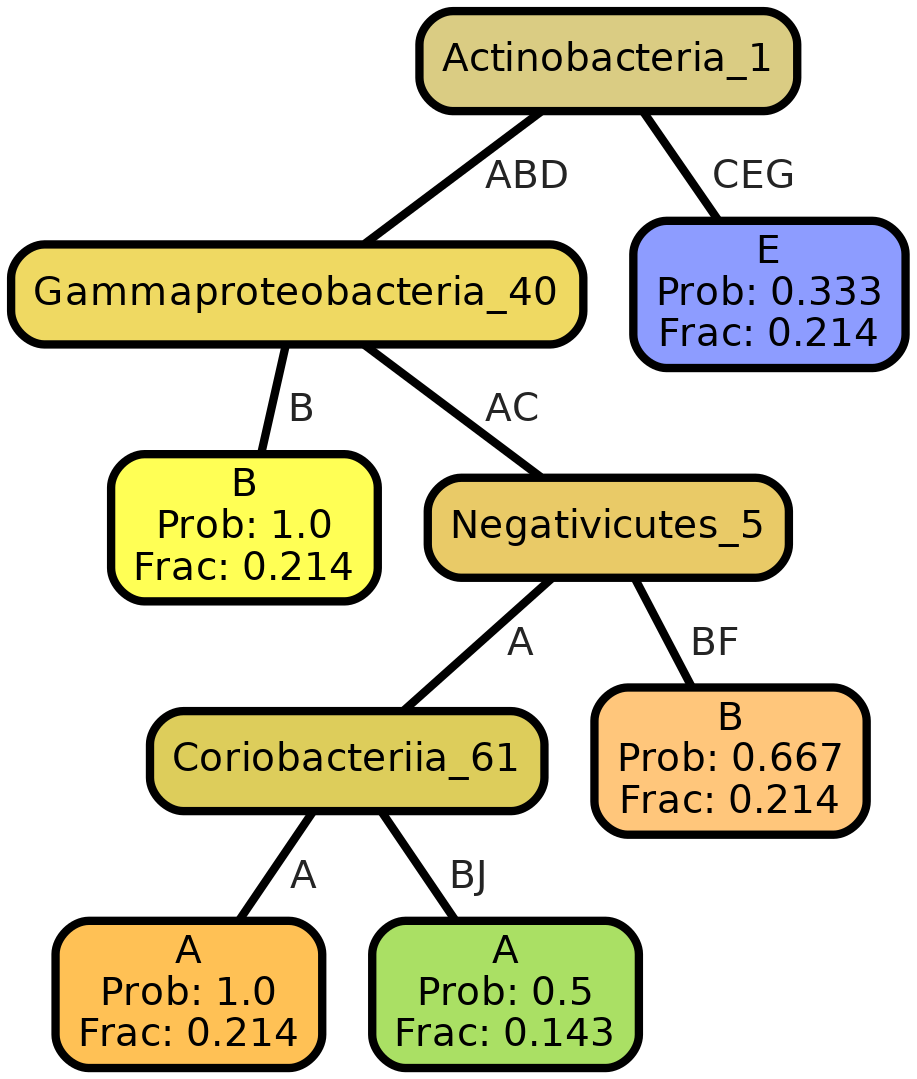 Actinobacteria_1
ABD
CEG
Gammaproteobacteria_40
E
Prob: 0.333
Frac: 0.214
B
AC
B
Prob: 1.0
Frac: 0.214
Negativicutes_5
A
BF
Coriobacteriia_61
B
Prob: 0.667
Frac: 0.214
A
BJ
A
Prob: 1.0
Frac: 0.214
A
Prob: 0.5
Frac: 0.143